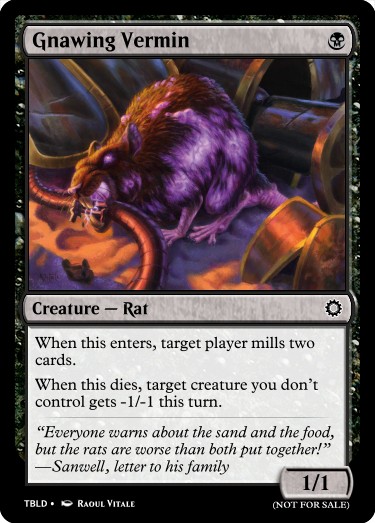 Gnawing Vermin
Creature — Rat
When this enters, target player mills two
cards.
When this dies, target creature you don't
control gets -1/-1 this turn.
“Everyone warns about the sand and the food,
but the rats are worse than both put together!”
—Sanwell, letter to his family
1/1
TBLD • Raoul Vitale
(NOT FOR SALE)